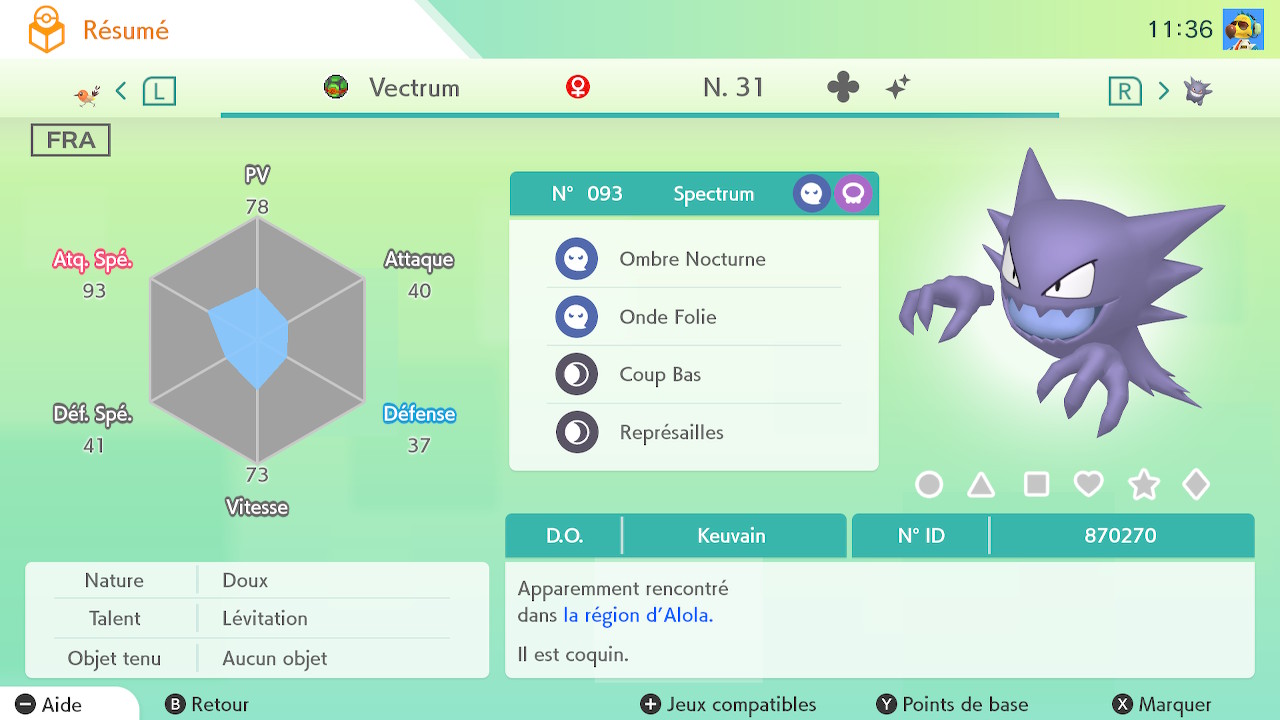 Résumé
11:36
L
Vectrum
N. 31
R
FRA
PV
78
Atq. Spé.
93
Attaque
40
Déf. Spé.
41
Défense
37
73
Vitesse
N° 093 Spectrum
Ombre Nocturne
Onde Folie
Coup Bas
Représailles
D.O. Keuvain
N° ID 870270
Nature Doux
Talent Lévitation
Objet tenu Aucun objet
Apparemment rencontré
dans la région d'Alola.
Il est coquin.
Aide
B Retour
Jeux compatibles
Y Points de base
X Marquer